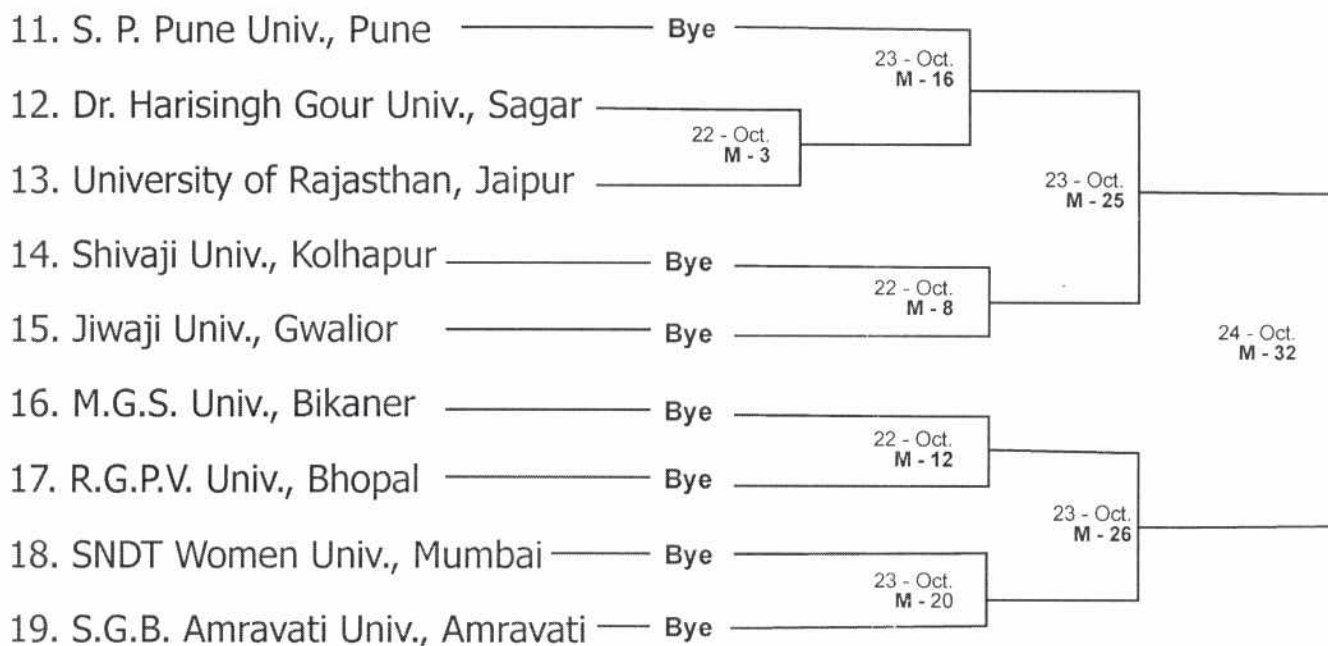 11. S. P. Pune Univ., Pune Bye
23 - Oct.
M - 16
12. Dr. Harisingh Gour Univ., Sagar
22 - Oct.
M - 3
13. University of Rajasthan, Jaipur
23 - Oct.
M - 25
14. Shivaji Univ., Kolhapur Bye
22 - Oct.
M - 8
15. Jiwaji Univ., Gwalior Bye
24 - Oct.
M - 32
16. M.G.S. Univ., Bikaner Bye
22 - Oct.
M - 12
17. R.G.P.V. Univ., Bhopal Bye
23 - Oct.
M - 26
18. SNDT Women Univ., Mumbai Bye
23 - Oct.
M - 20
19. S.G.B. Amravati Univ., Amravati Bye